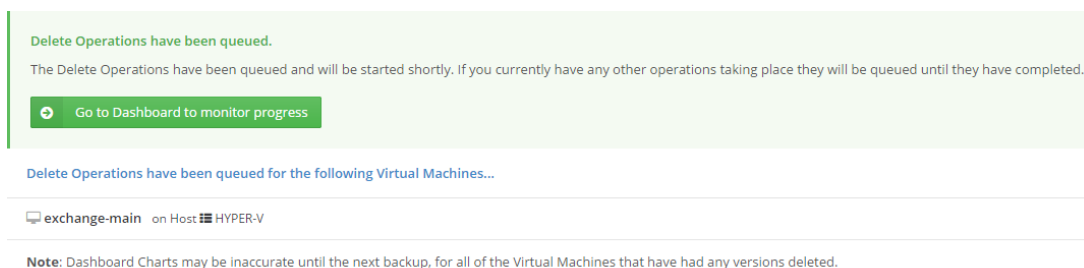 Delete Operations have been queued.
The Delete Operations have been queued and will be started shortly. If you currently have any other operations taking place they will be queued until they have completed.
Go to Dashboard to monitor progress
Delete Operations have been queued for the following Virtual Machines...
exchange-main on Host HYPER-V
Note: Dashboard Charts may be inaccurate until the next backup, for all of the Virtual Machines that have had any versions deleted.